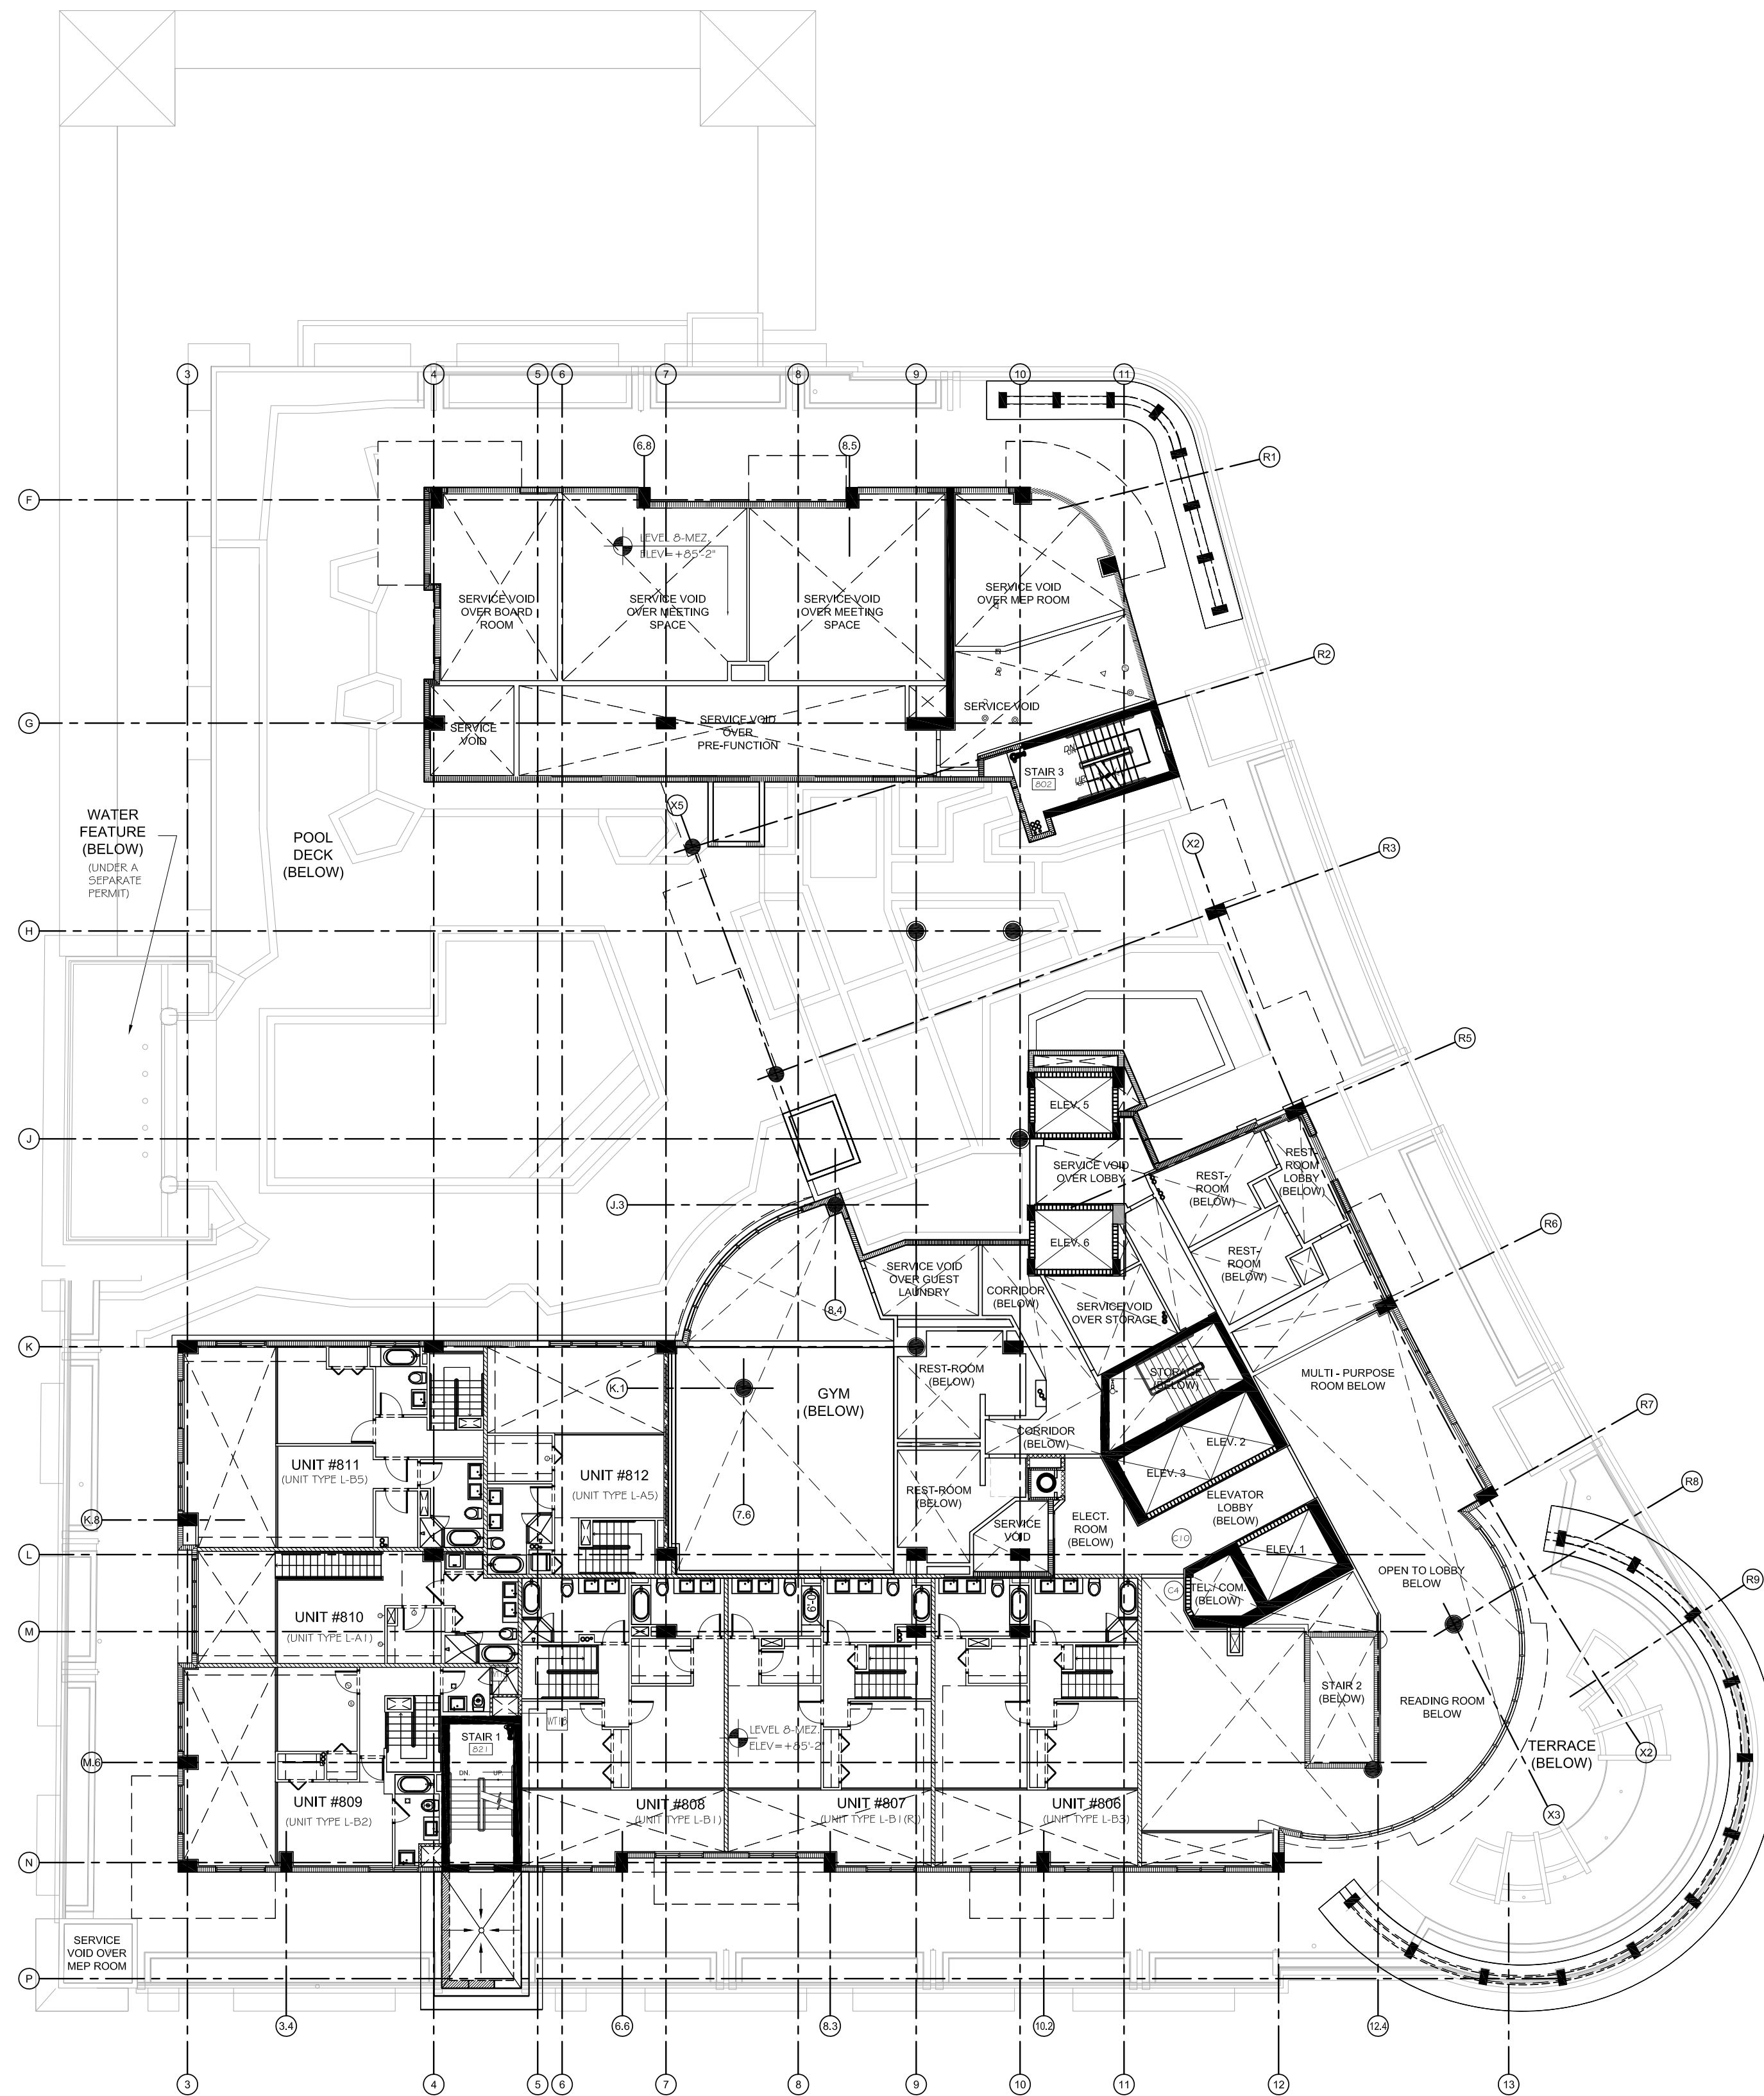 3
4
5
6
7
8
9
10
11
6.8
8.5
R1
F
LEVEL 8-MEZ.
ELEV=+85'-2"
SERVICE VOID
OVER BOARD
ROOM
SERVICE VOID
OVER MEETING
SPACE
SERVICE VOID
OVER MEETING
SPACE
SERVICE VOID
OVER MEP ROOM
R2
G
SERVICE
VOID
SERVICE VOID
OVER
PRE-FUNCTION
SERVICE VOID
DN.
UP
STAIR 3
802
X5
WATER
FEATURE
(BELOW)
(UNDER A
SEPARATE
PERMIT)
POOL
DECK
(BELOW)
X2
R3
H
R5
ELEV. 5
J
SERVICE VOID
OVER LOBBY
REST-
ROOM
(BELOW)
REST-
ROOM
LOBBY
(BELOW)
J.3
R6
ELEV. 6
REST-
ROOM
(BELOW)
SERVICE VOID
OVER GUEST
LAUNDRY
CORRIDOR
(BELOW)
SERVICE VOID
OVER STORAGE
8.4
K
K.1
GYM
(BELOW)
REST-ROOM
(BELOW)
STORAGE
(BELOW)
MULTI - PURPOSE
ROOM BELOW
R7
CORRIDOR
(BELOW)
ELEV. 2
ELEV. 3
UNIT #811
(UNIT TYPE L-B5)
UNIT #812
(UNIT TYPE L-A5)
R8
REST-ROOM
(BELOW)
ELEVATOR
LOBBY
(BELOW)
7.6
K.8
SERVICE
VOID
ELECT.
ROOM
(BELOW)
C10
ELEV. 1
L
OPEN TO LOBBY
BELOW
R9
C4
TEL./ COM.
(BELOW)
6'-0"
UNIT #810
(UNIT TYPE L-A1)
M
STAIR 2
(BELOW)
READING ROOM
BELOW
WT18
STAIR 1
821
LEVEL 8-MEZ.
ELEV=+85'-2"
TERRACE
(BELOW)
X2
M.6
DN.
UP.
UNIT #809
(UNIT TYPE L-B2)
UNIT #808
(UNIT TYPE L-B1)
UNIT #807
(UNIT TYPE L-B1(R))
UNIT #806
(UNIT TYPE L-B3)
X3
N
SERVICE
VOID OVER
MEP ROOM
P
3.4
6.6
8.3
10.2
12.4
3
4
5
6
7
8
9
10
11
12
13